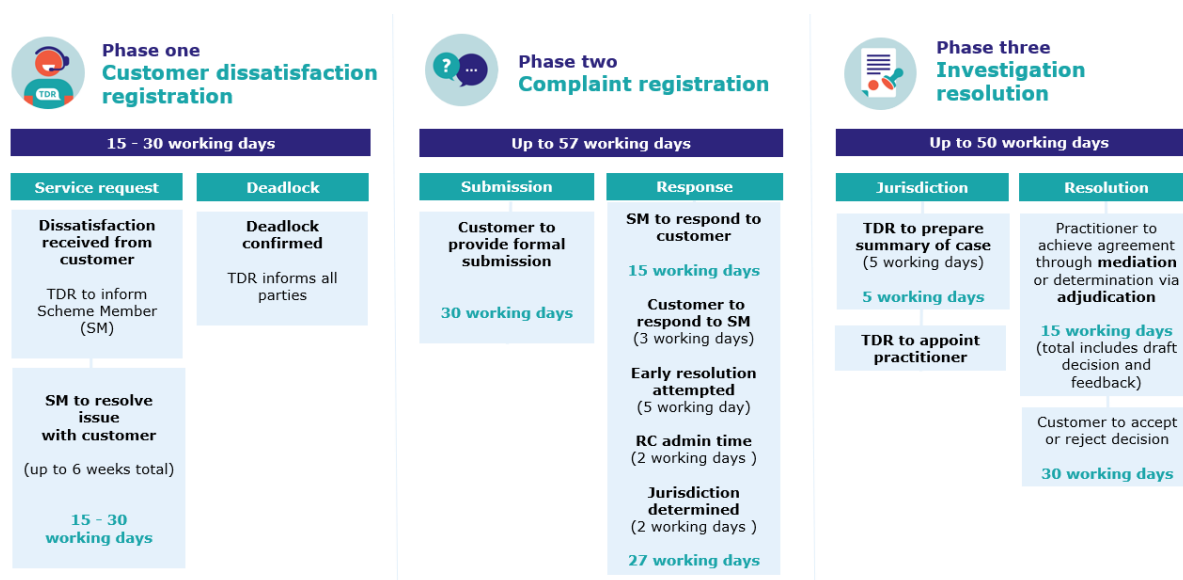 Phase one
Customer dissatisfaction
registration
TDR
15 - 30 working days
Service request
Dissatisfaction
received from
customer
TDR to inform
Scheme Member
(SM)
SM to resolve
issue
with customer
(up to 6 weeks total)
15 - 30
working days
Deadlock
Deadlock
confirmed
TDR informs all
parties
? ...
Phase two
Complaint registration
Up to 57 working days
Submission
Customer to
provide formal
submission
30 working days
Response
SM to respond to
customer
15 working days
Customer to
respond to SM
(3 working days)
Early resolution
attempted
(5 working day)
RC admin time
(2 working days )
Jurisdiction
determined
(2 working days )
27 working days
Phase three
Investigation
resolution
Up to 50 working days
Jurisdiction
TDR to prepare
summary of case
(5 working days)
5 working days
TDR to appoint
practitioner
Resolution
Practitioner to
achieve agreement
through mediation
or determination via
adjudication
15 working days
(total includes draft
decision and
feedback)
Customer to accept
or reject decision
30 working days